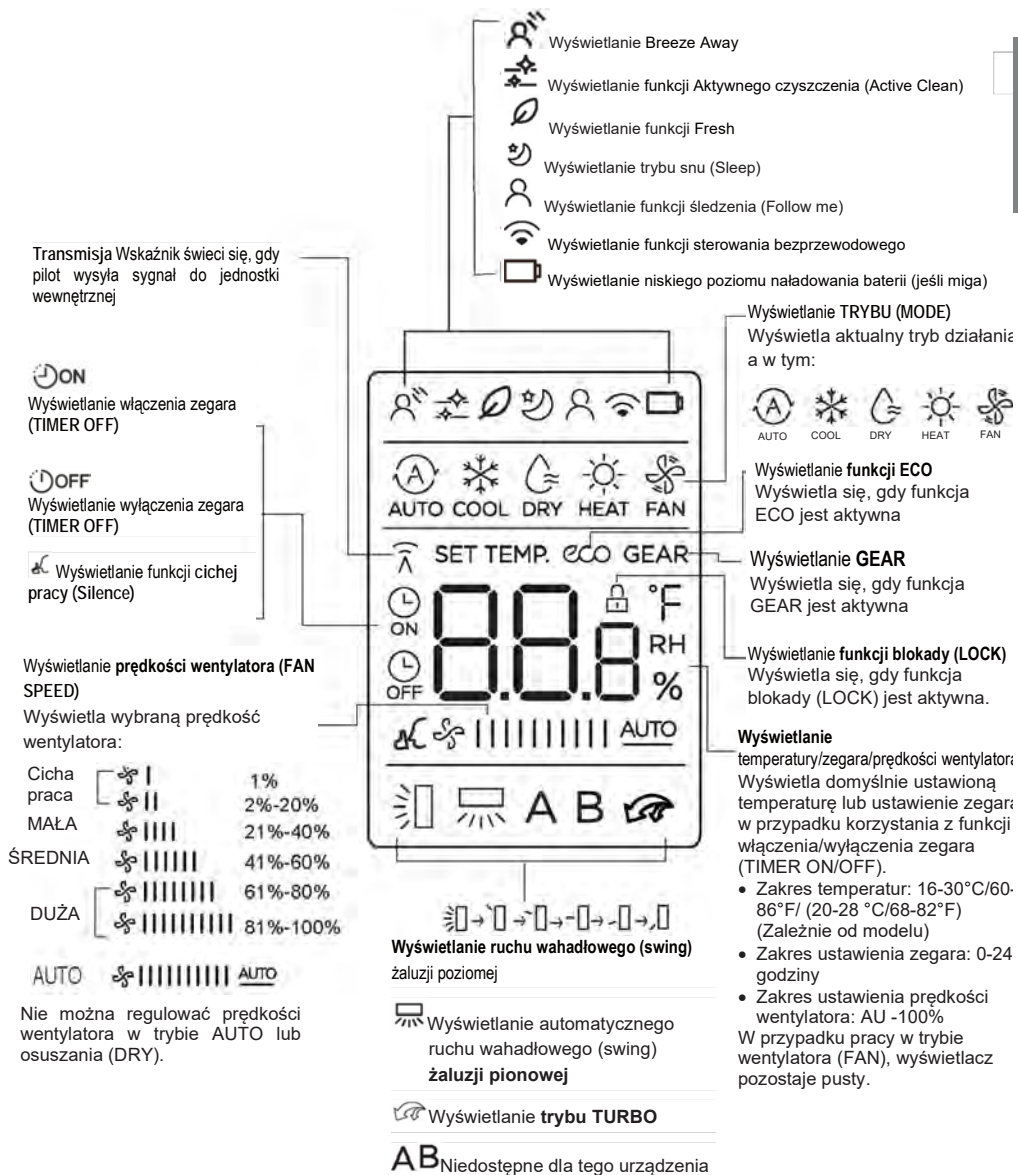 Wyświetlanie Breeze Away
Wyświetlanie funkcji Aktywnego czyszczenia (Active Clean)
Wyświetlanie funkcji Fresh
Wyświetlanie trybu snu (Sleep)
Wyświetlanie funkcji śledzenia (Follow me)
Wyświetlanie funkcji sterowania bezprzewodowego
Wyświetlanie niskiego poziomu naładowania baterii (jeśli miga)
Transmisja Wskaźnik świeci się, gdy
pilot wysyła sygnał do jednostki
wewnętrznej
ON
Wyświetlanie włączenia zegara
(TIMER OFF)
OFF
Wyświetlanie wyłączenia zegara
(TIMER OFF)
Wyświetlanie funkcji cichej
pracy (Silence)
Wyświetlanie prędkości wentylatora (FAN
SPEED)
Wyświetla wybraną prędkość
wentylatora:
Cicha
praca
1%
2%-20%
MAŁA
21%-40%
ŚREDNIA
41%-60%
DUŻA
61%-80%
81%-100%
AUTO
AUTO
Nie można regulować prędkości
wentylatora w trybie AUTO lub
osuszania (DRY).
A
AUTO COOL DRY HEAT FAN
SET TEMP. eco GEAR
ON
OFF
88.8
°F
RH
%
AUTO
A B
Wyświetlanie ruchu wahadłowego (swing)
żaluzji poziomej
Wyświetlanie automatycznego
ruchu wahadłowego (swing)
żaluzji pionowej
Wyświetlanie trybu TURBO
AB Niedostępne dla tego urządzenia
Wyświetlanie TRYBU (MODE)
Wyświetla aktualny tryb działania
a w tym:
A
AUTO COOL DRY HEAT FAN
Wyświetlanie funkcji ECO
Wyświetla się, gdy funkcja
ECO jest aktywna
Wyświetlanie GEAR
Wyświetla się, gdy funkcja
GEAR jest aktywna
Wyświetlanie funkcji blokady (LOCK)
Wyświetla się, gdy funkcja
blokady (LOCK) jest aktywna.
Wyświetlanie
temperatury/zegara/prędkości wentylatora
Wyświetla domyślnie ustawioną
temperaturę lub ustawienie zegara
w przypadku korzystania z funkcji
włączenia/wyłączenia zegara
(TIMER ON/OFF).
• Zakres temperatur: 16-30°C/60-
86°F/ (20-28 °C/68-82°F)
(Zależnie od modelu)
• Zakres ustawienia zegara: 0-24
godziny
• Zakres ustawienia prędkości
wentylatora: AU -100%
W przypadku pracy w trybie
wentylatora (FAN), wyświetlacz
pozostaje pusty.